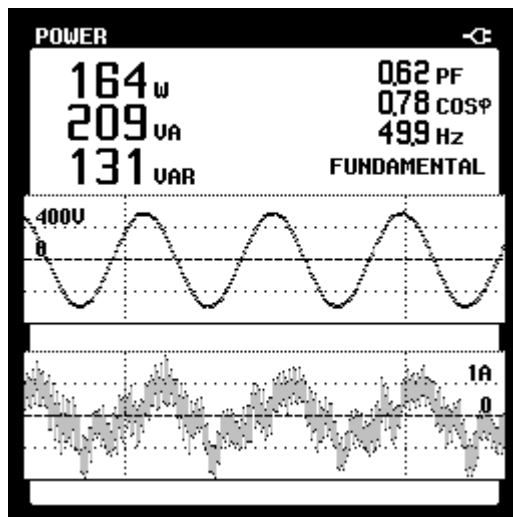 POWER
164 W
209 VA
131 VAR
0,62 PF
0,78 COSφ
49,9 Hz
FUNDAMENTAL
400V
0
1A
0